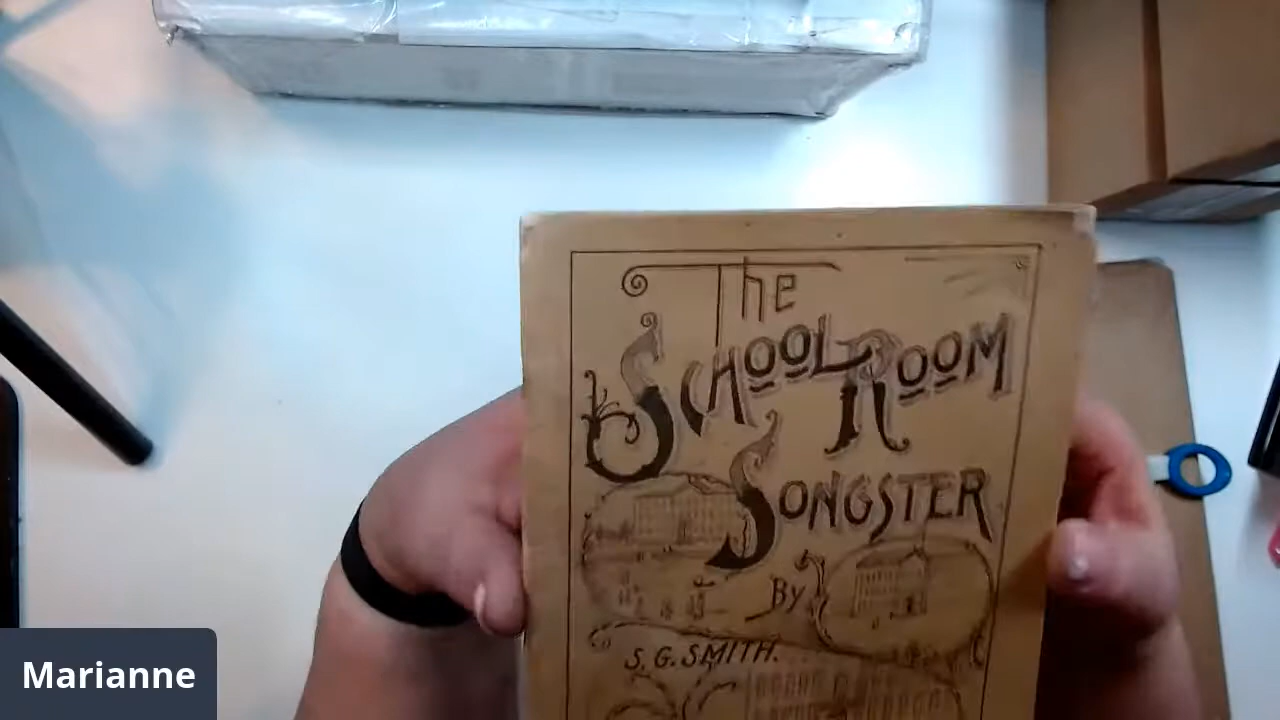 The
SCHOOL ROOM
SONGSTER
By
S. G. SMITH.
Marianne